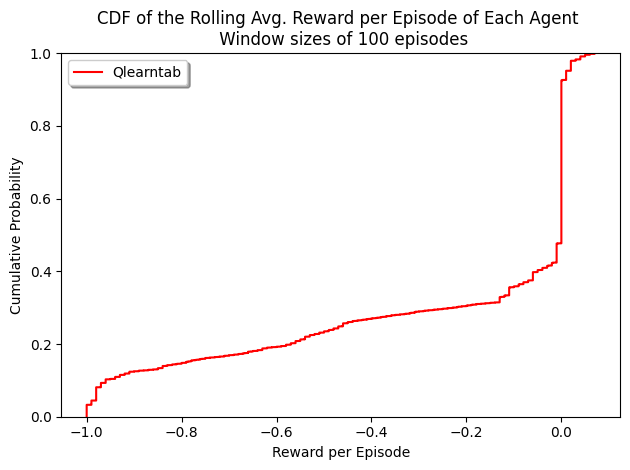 CDF of the Rolling Avg. Reward per Episode of Each Agent
Window sizes of 100 episodes
Qlearntab
Cumulative Probability
1.0
0.8
0.6
0.4
0.2
0.0
−1.0 −0.8 −0.6 −0.4 −0.2 0.0
Reward per Episode